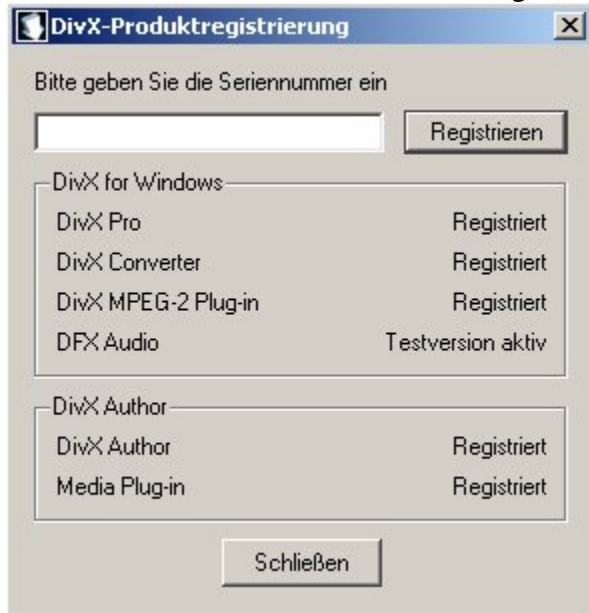 DivX-Produktregistrierung
Bitte geben Sie die Seriennummer ein
Registrieren
DivX for Windows
DivX Pro Registriert
DivX Converter Registriert
DivX MPEG-2 Plug-in Registriert
DFX Audio Testversion aktiv
DivX Author
DivX Author Registriert
Media Plug-in Registriert
Schließen